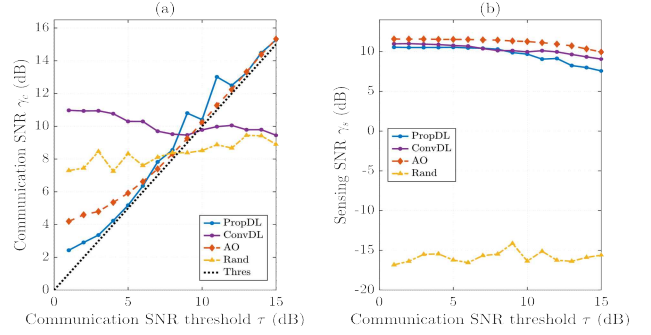 (a)
16
14
12
10
8
6
4
2
0
Communication SNR γc (dB)
PropDL
ConvDL
AO
Rand
Thres
0
5
10
15
Communication SNR threshold τ (dB)
(b)
10
5
0
-5
-10
-15
-20
Sensing SNR γs (dB)
PropDL
ConvDL
AO
Rand
0
5
10
15
Communication SNR threshold τ (dB)